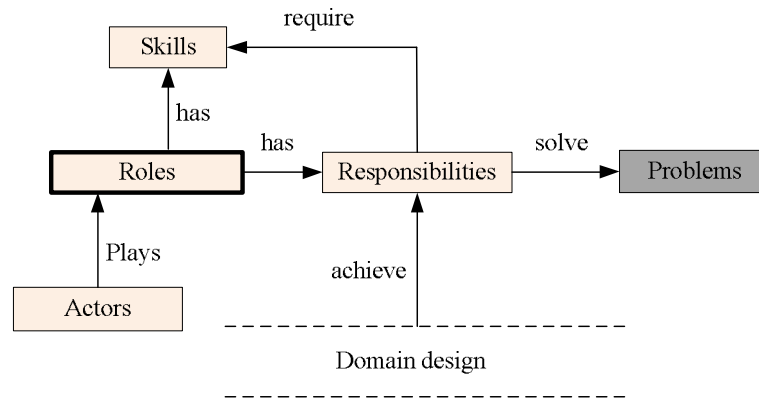 require
Skills
has
has
solve
Roles
Responsibilities
Problems
Plays
achieve
Actors
Domain design